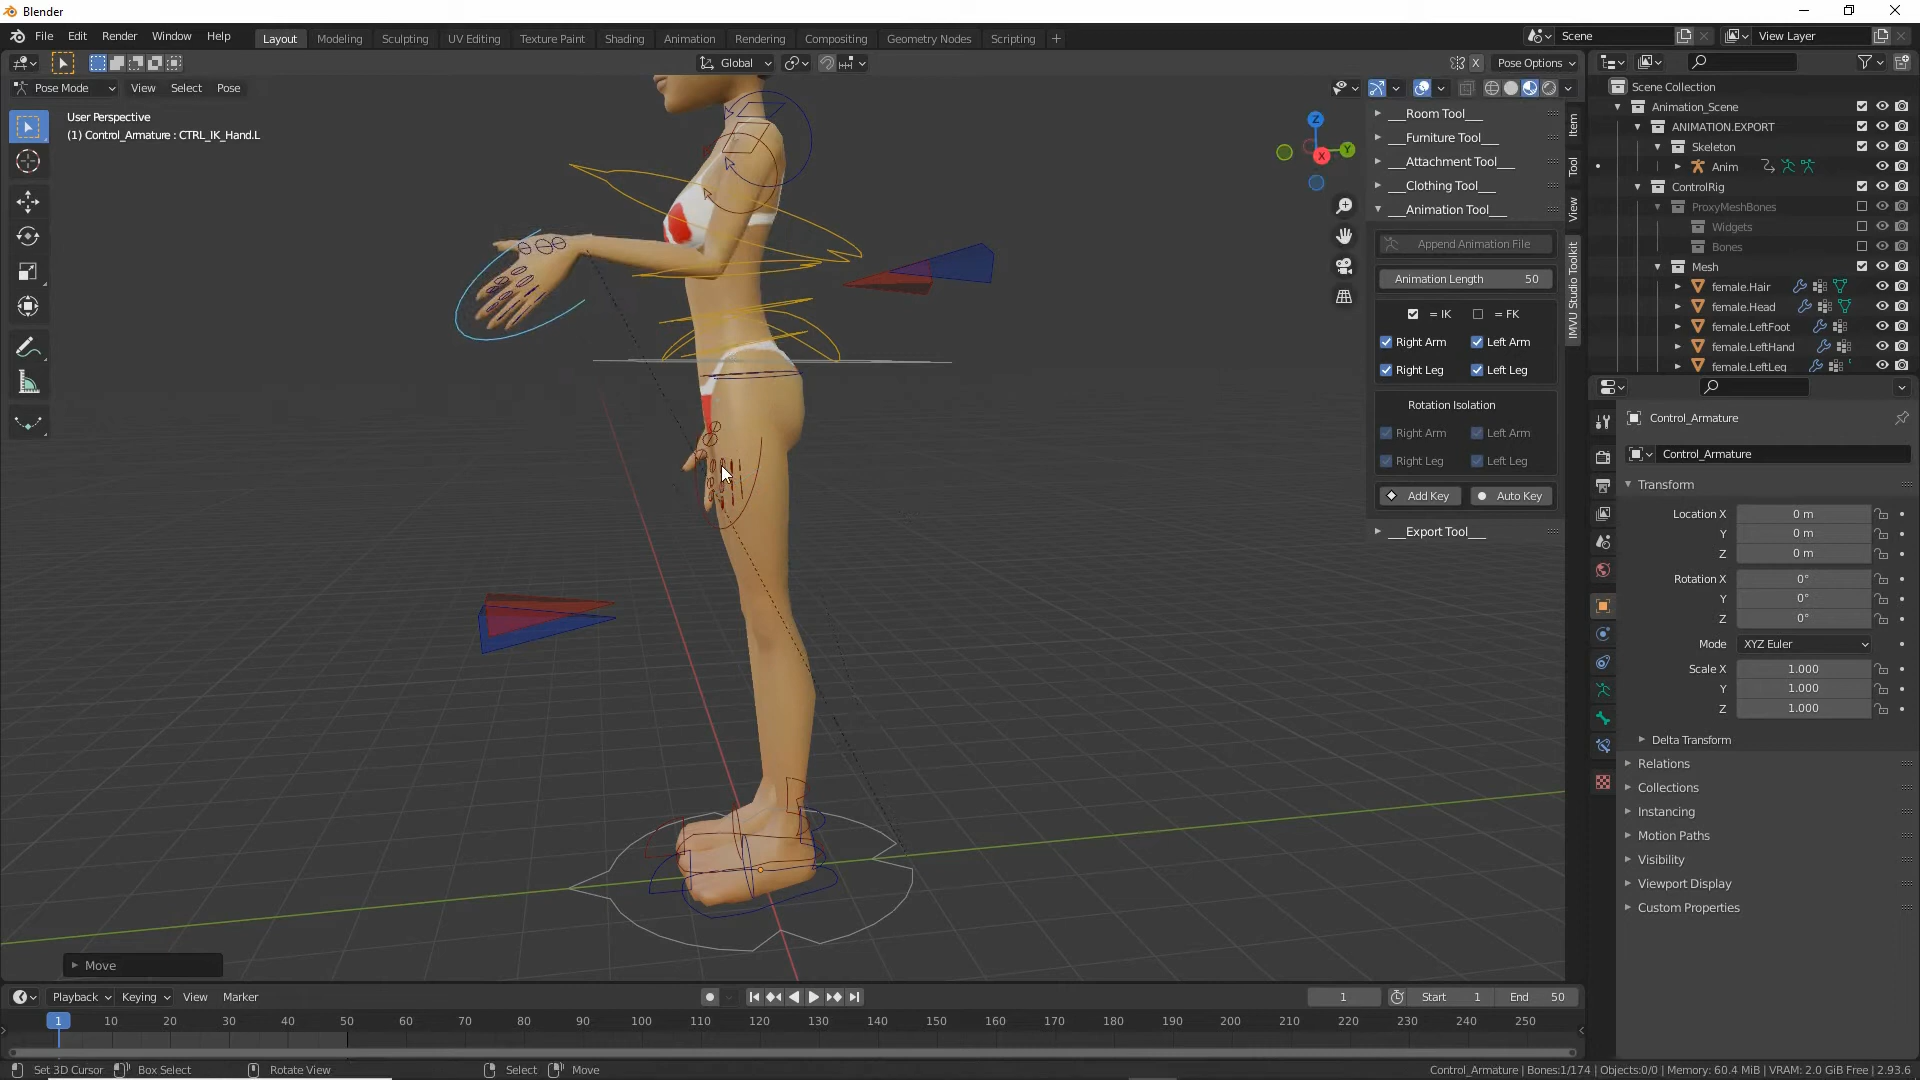 Blender
File Edit Render Window Help
Layout Modeling Sculpting UV Editing Texture Paint Shading Animation Rendering Compositing Geometry Nodes Scripting +
Scene
View Layer
Global
X
Pose Options
Pose Mode View Select Pose
User Perspective
(1) Control_Armature : CTRL_IK_Hand.L
Z
Y
X
___Room Tool___
___Furniture Tool___
___Attachment Tool___
___Clothing Tool___
___Animation Tool___
Append Animation File
Animation Length 50
= IK = FK
Right Arm Left Arm
Right Leg Left Leg
Rotation Isolation
Right Arm Left Arm
Right Leg Left Leg
Add Key Auto Key
___Export Tool___
Item
Tool
View
IMVU Studio Toolkit
Scene Collection
Animation_Scene
ANIMATION.EXPORT
Skeleton
Anim
ControlRig
ProxyMeshBones
Widgets
Bones
Mesh
female.Hair
female.Head
female.LeftFoot
female.LeftHand
female.LeftLeg
Control_Armature
Control_Armature
Transform
Location X 0 m
Y 0 m
Z 0 m
Rotation X 0°
Y 0°
Z 0°
Mode XYZ Euler
Scale X 1.000
Y 1.000
Z 1.000
Delta Transform
Relations
Collections
Instancing
Motion Paths
Visibility
Viewport Display
Custom Properties
Move
Playback Keying View Marker
1 Start 1 End 50
1 10 20 30 40 50 60 70 80 90 100 110 120 130 140 150 160 170 180 190 200 210 220 230 240 250
Set 3D Cursor Box Select Rotate View Select Move
Control_Armature | Bones:1/174 | Objects:0/0 | Memory: 60.4 MiB | VRAM: 2.0 GiB Free | 2.93.6